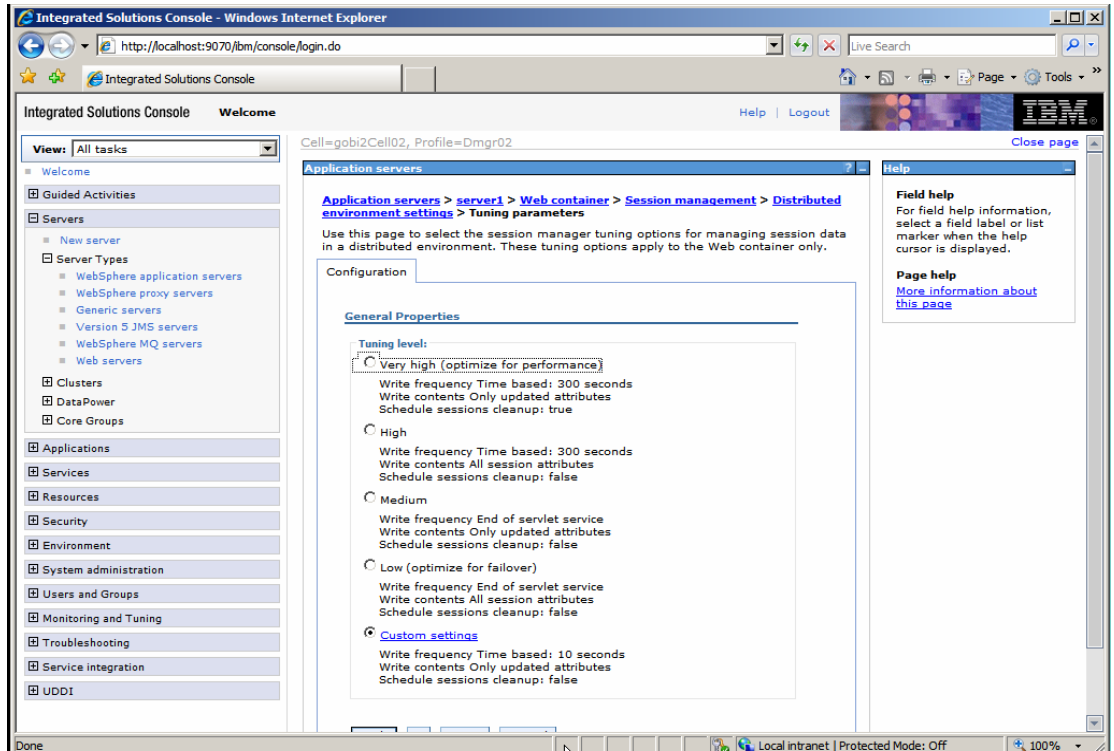 Integrated Solutions Console - Windows Internet Explorer
http://localhost:9070/ibm/console/login.do
Live Search
Integrated Solutions Console
Page
Tools
Integrated Solutions Console Welcome
Help | Logout
IBM
View: All tasks
Welcome
Guided Activities
Servers
New server
Server Types
WebSphere application servers
WebSphere proxy servers
Generic servers
Version 5 JMS servers
WebSphere MQ servers
Web servers
Clusters
DataPower
Core Groups
Applications
Services
Resources
Security
Environment
System administration
Users and Groups
Monitoring and Tuning
Troubleshooting
Service integration
UDDI
Cell=gobi2Cell02, Profile=Dmgr02
Close page
Application servers
Application servers > server1 > Web container > Session management > Distributed
environment settings > Tuning parameters
Use this page to select the session manager tuning options for managing session data
in a distributed environment. These tuning options apply to the Web container only.
Configuration
General Properties
Tuning level:
Very high (optimize for performance)
Write frequency Time based: 300 seconds
Write contents Only updated attributes
Schedule sessions cleanup: true
High
Write frequency Time based: 300 seconds
Write contents All session attributes
Schedule sessions cleanup: false
Medium
Write frequency End of servlet service
Write contents Only updated attributes
Schedule sessions cleanup: false
Low (optimize for failover)
Write frequency End of servlet service
Write contents All session attributes
Schedule sessions cleanup: false
Custom settings
Write frequency Time based: 10 seconds
Write contents Only updated attributes
Schedule sessions cleanup: false
Help
Field help
For field help information,
select a field label or list
marker when the help
cursor is displayed.
Page help
More information about
this page
Done
Local intranet | Protected Mode: Off
100%